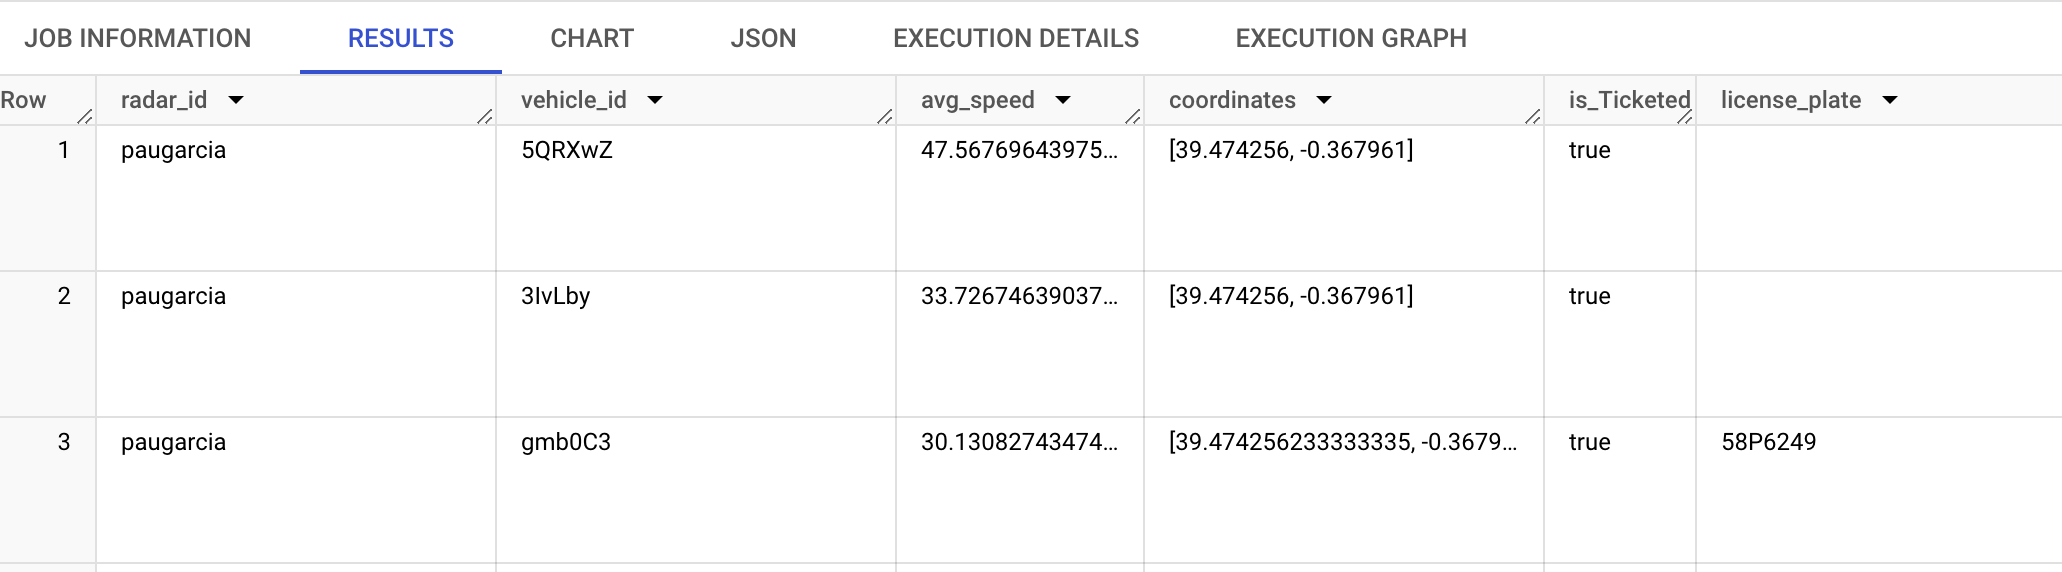 JOB INFORMATION RESULTS CHART JSON EXECUTION DETAILS EXECUTION GRAPH
Row radar_id vehicle_id avg_speed coordinates is_Ticketed license_plate
1 paugarcia 5QRXwZ 47.56769643975... [39.474256, -0.367961] true
2 paugarcia 3IvLby 33.72674639037... [39.474256, -0.367961] true
3 paugarcia gmb0C3 30.13082743474... [39.474256233333335, -0.3679... true 58P6249